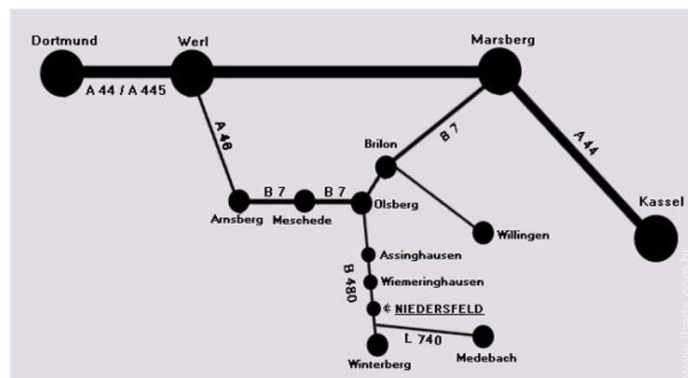 Dortmund
Werl
Marsberg
A 44 / A 445
A 46
B 7
A 44
Brilon
B 7
B 7
Kassel
Arnsberg
Meschede
Olsberg
Willingen
Assinghausen
B 480
Wiemeringhausen
€ NIEDERSFELD
L 740
Winterberg
Medebach